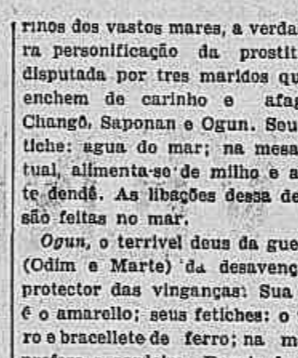 rinos dos vastos mares, a verda
ra personificação da prostit
disputada por tres maridos qu
enchem de carinho e afa
Changô, Saponan e Ogun. Seu
tiche: agua do mar; na mesa
tual, alimenta-se de milho e a
te dendê. As libações dessa de
são feitas no mar.
Ogun, o terrivel deus da gue
(Odim e Marte) da desavenç
protector das vinganças: Sua
é o amarello; seus fetiches: o
ro e bracellete de ferro; na m